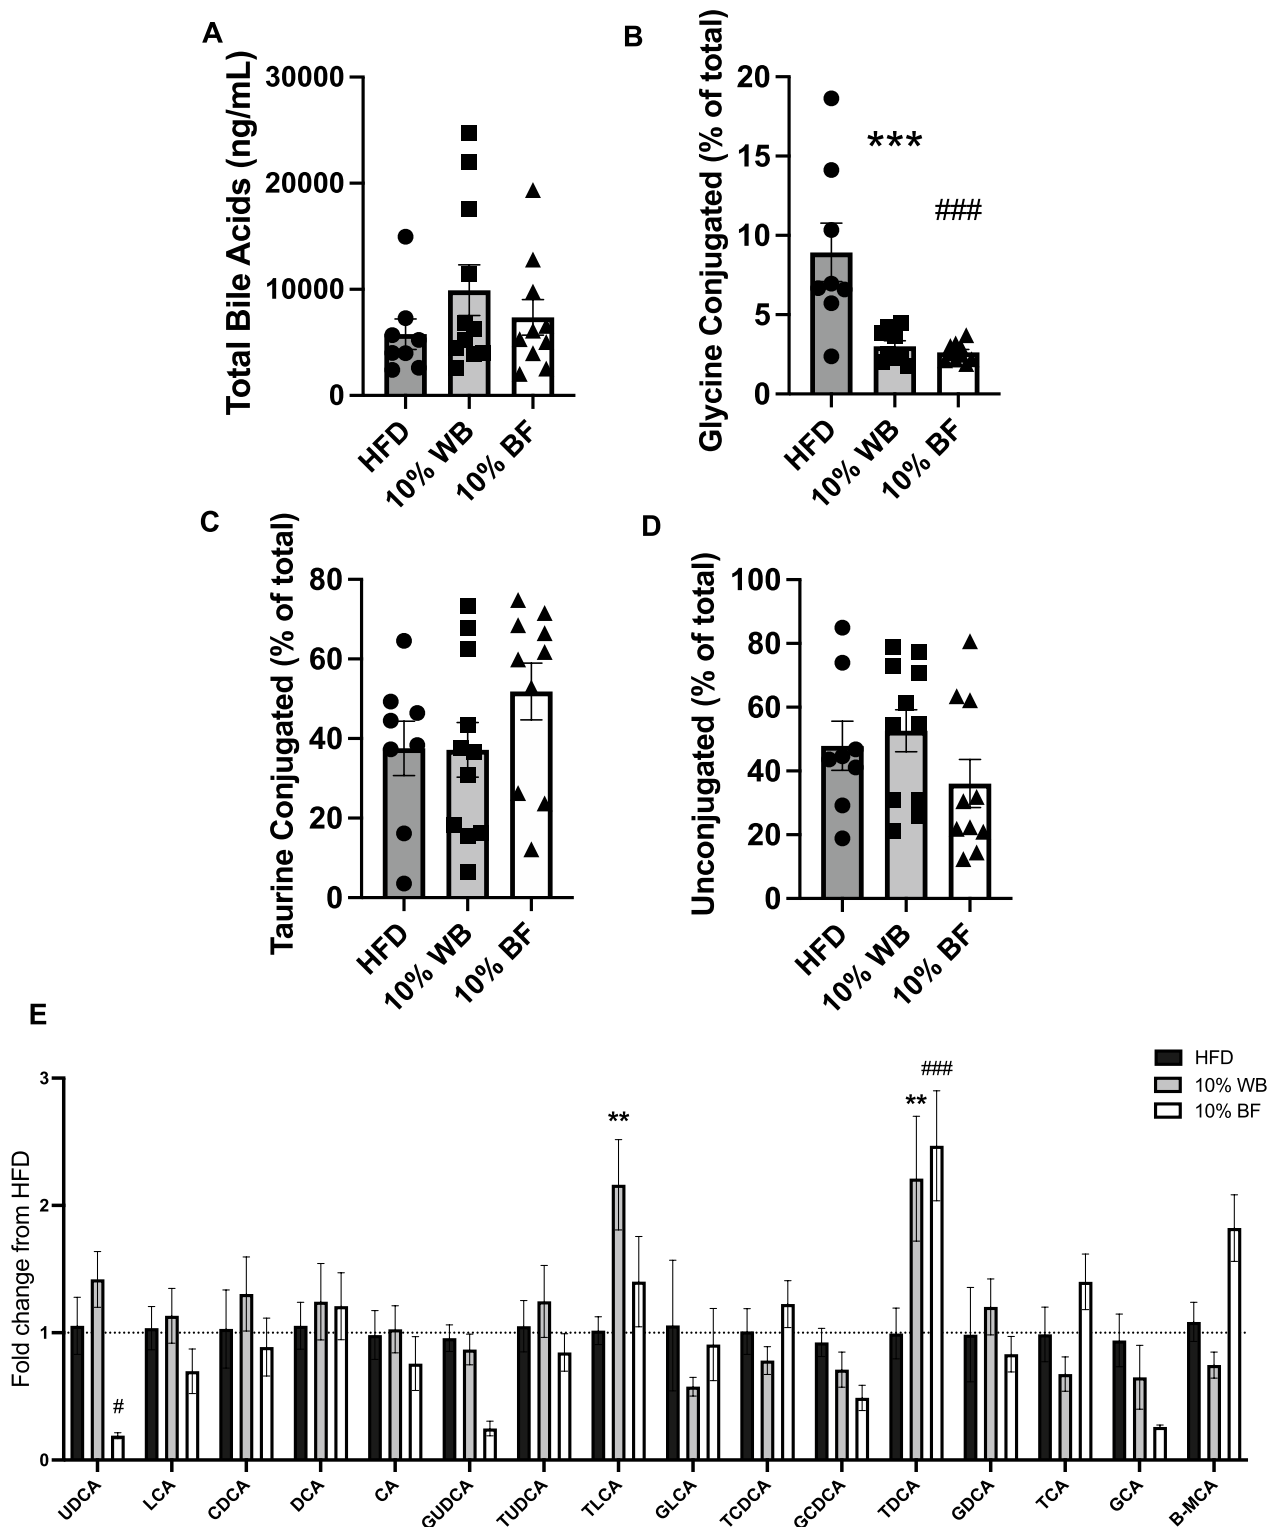 A
Total Bile Acids (ng/mL)
30000
20000
10000
0
HFD
10% WB
10% BF
B
Glycine Conjugated (% of total)
20
15
10
5
0
***
###
HFD
10% WB
10% BF
C
Taurine Conjugated (% of total)
80
60
40
20
0
HFD
10% WB
10% BF
D
Unconjugated (% of total)
100
80
60
40
20
0
HFD
10% WB
10% BF
E
Fold change from HFD
3
2
1
0
HFD
10% WB
10% BF
#
**
**
###
UDCA
LCA
CDCA
DCA
CA
GUDCA
TUDCA
TLCA
GLCA
TCDCA
GCDCA
TDCA
GDCA
TCA
GCA
B-MCA